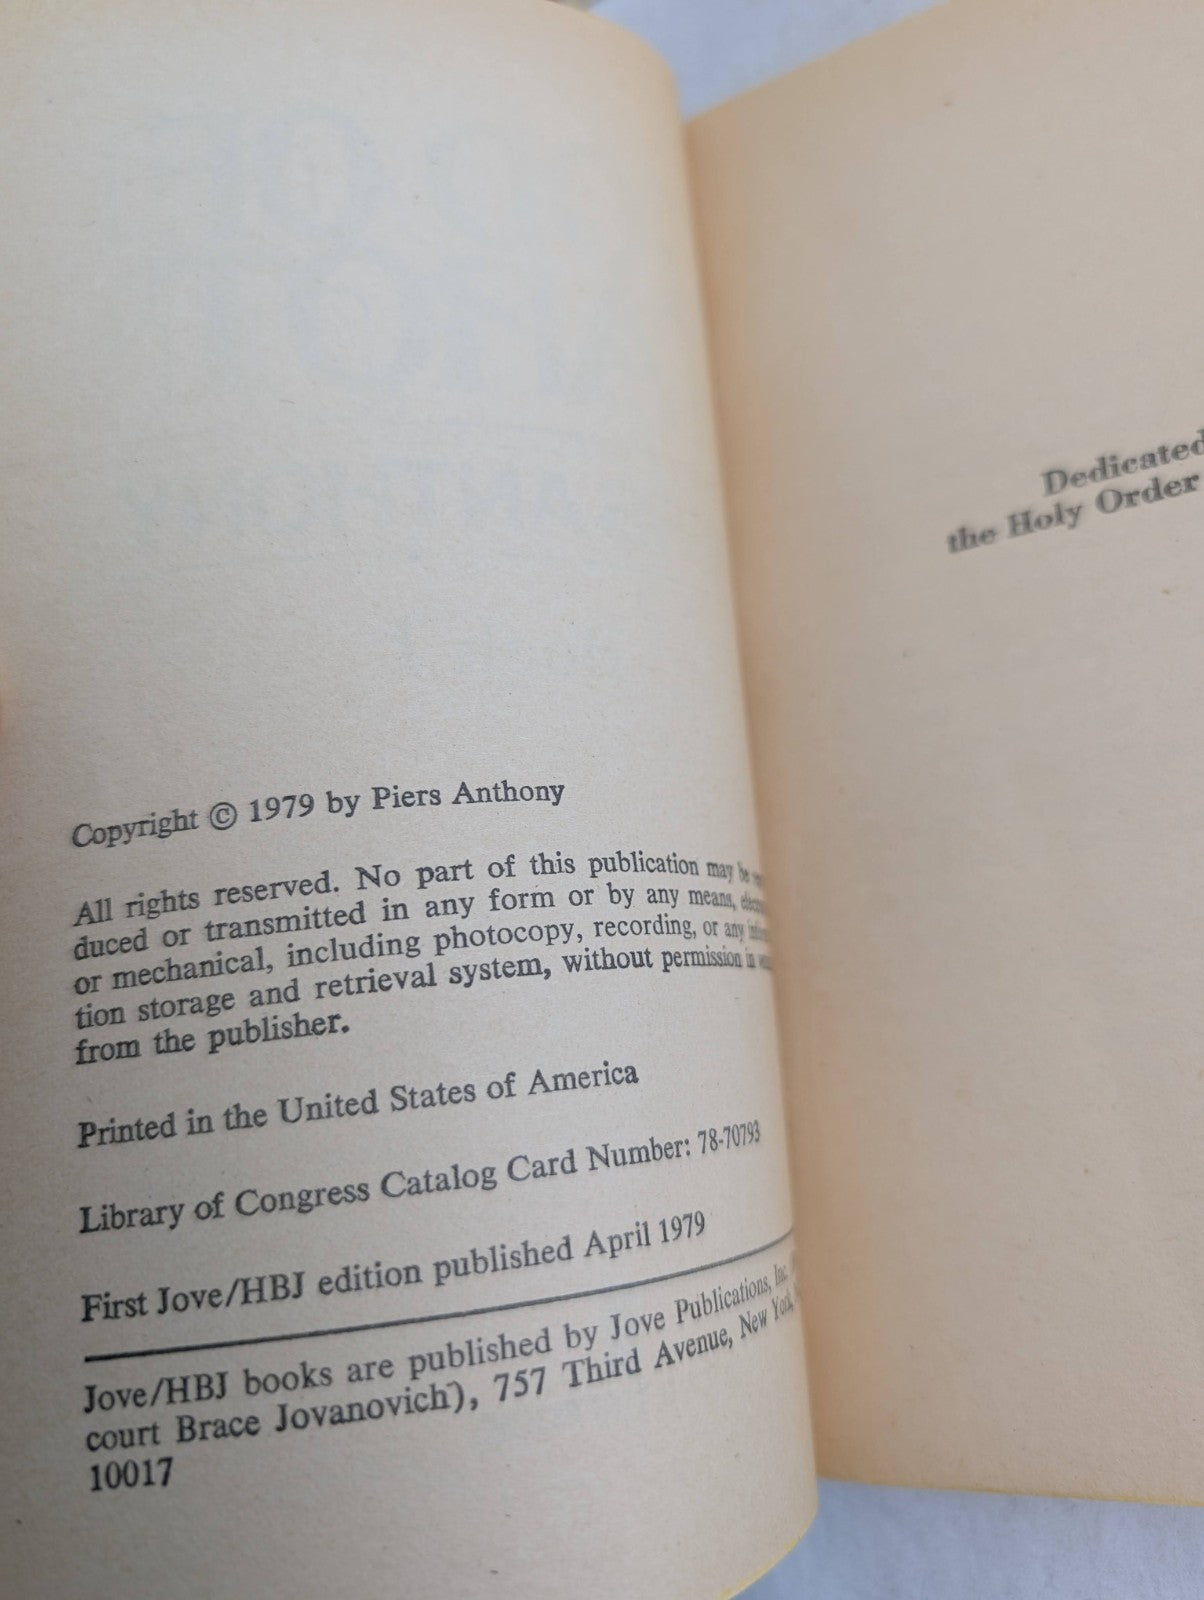 Copyright © 1979 by Piers Anthony
All rights reserved. No part of this publication may be
duced or transmitted in any form or by any means,
or mechanical, including photocopy, recording, or any
tion storage and retrieval system, without permission in
from the publisher.
Printed in the United States of America
Library of Congress Catalog Card Number: 78-70793
First Jove/HBJ edition published April 1979
Jove/HBJ books are published by Jove Publications, Inc.
court Brace Jovanovich), 757 Third Avenue, New York,
10017
Dedicated
the Holy Order